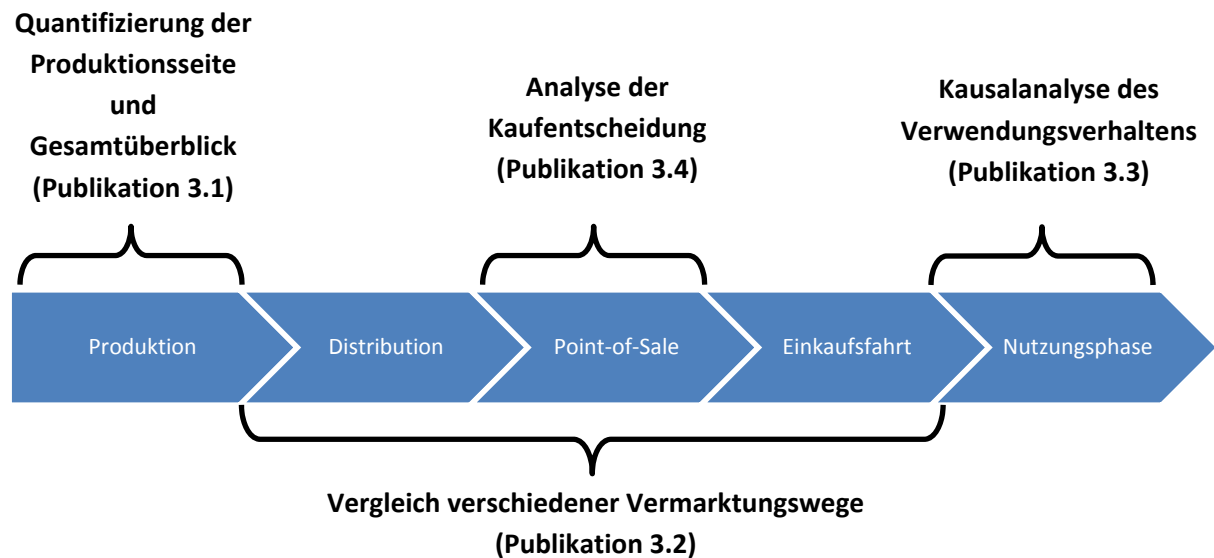 Quantifizierung der
Produktionsseite
und
Gesamtüberblick
(Publikation 3.1)
Analyse der
Kaufentscheidung
(Publikation 3.4)
Kausalanalyse des
Verwendungsverhaltens
(Publikation 3.3)
Produktion
Distribution
Point-of-Sale
Einkaufsfahrt
Nutzungsphase
Vergleich verschiedener Vermarktungswege
(Publikation 3.2)